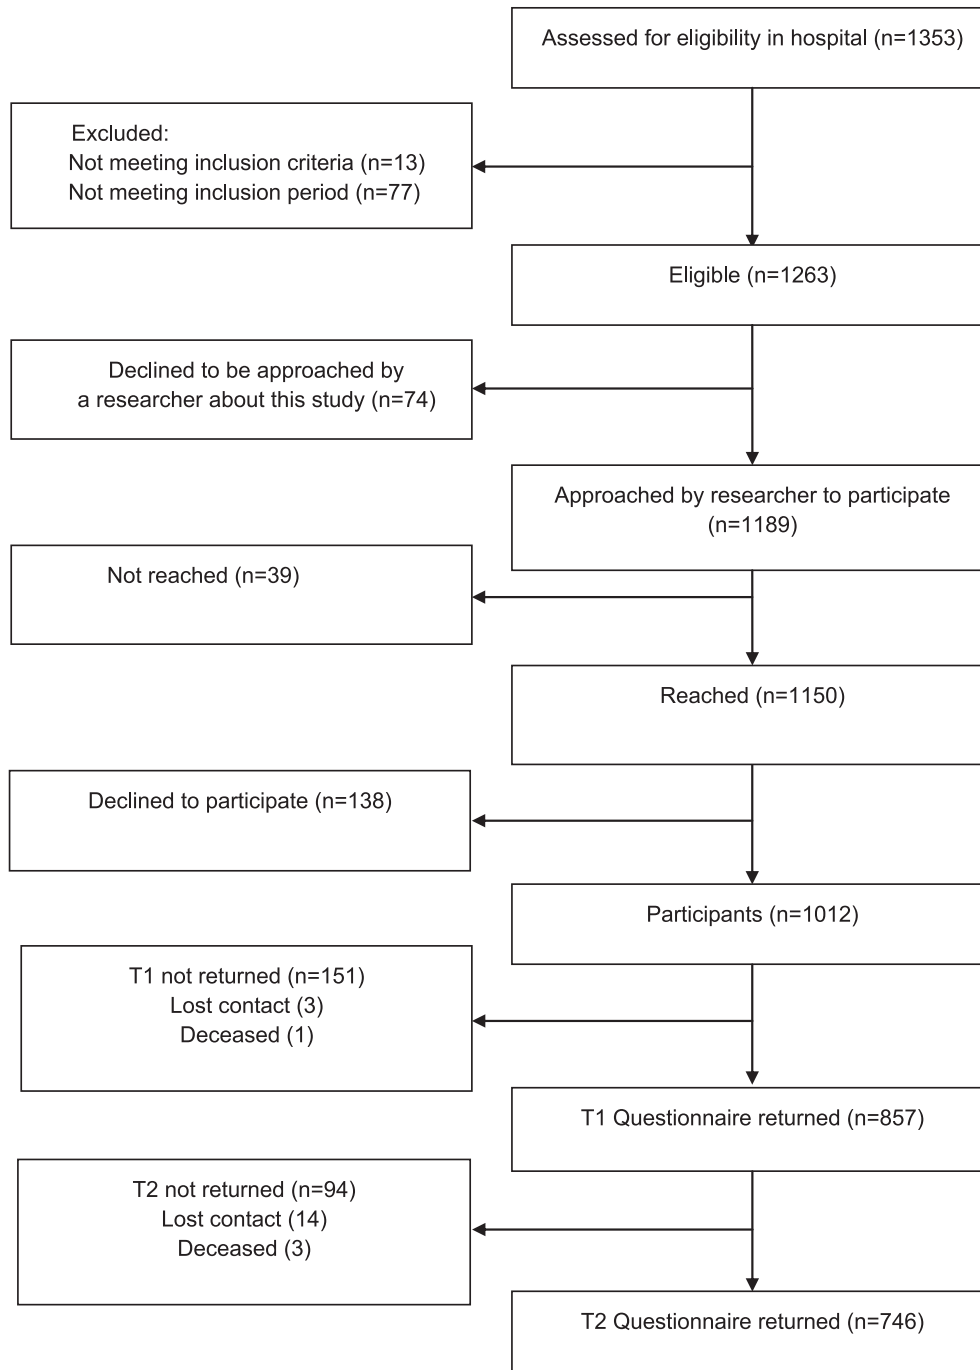 Assessed for eligibility in hospital (n=1353)
Excluded:
Not meeting inclusion criteria (n=13)
Not meeting inclusion period (n=77)
Eligible (n=1263)
Declined to be approached by
a researcher about this study (n=74)
Approached by researcher to participate
(n=1189)
Not reached (n=39)
Reached (n=1150)
Declined to participate (n=138)
Participants (n=1012)
T1 not returned (n=151)
Lost contact (3)
Deceased (1)
T1 Questionnaire returned (n=857)
T2 not returned (n=94)
Lost contact (14)
Deceased (3)
T2 Questionnaire returned (n=746)